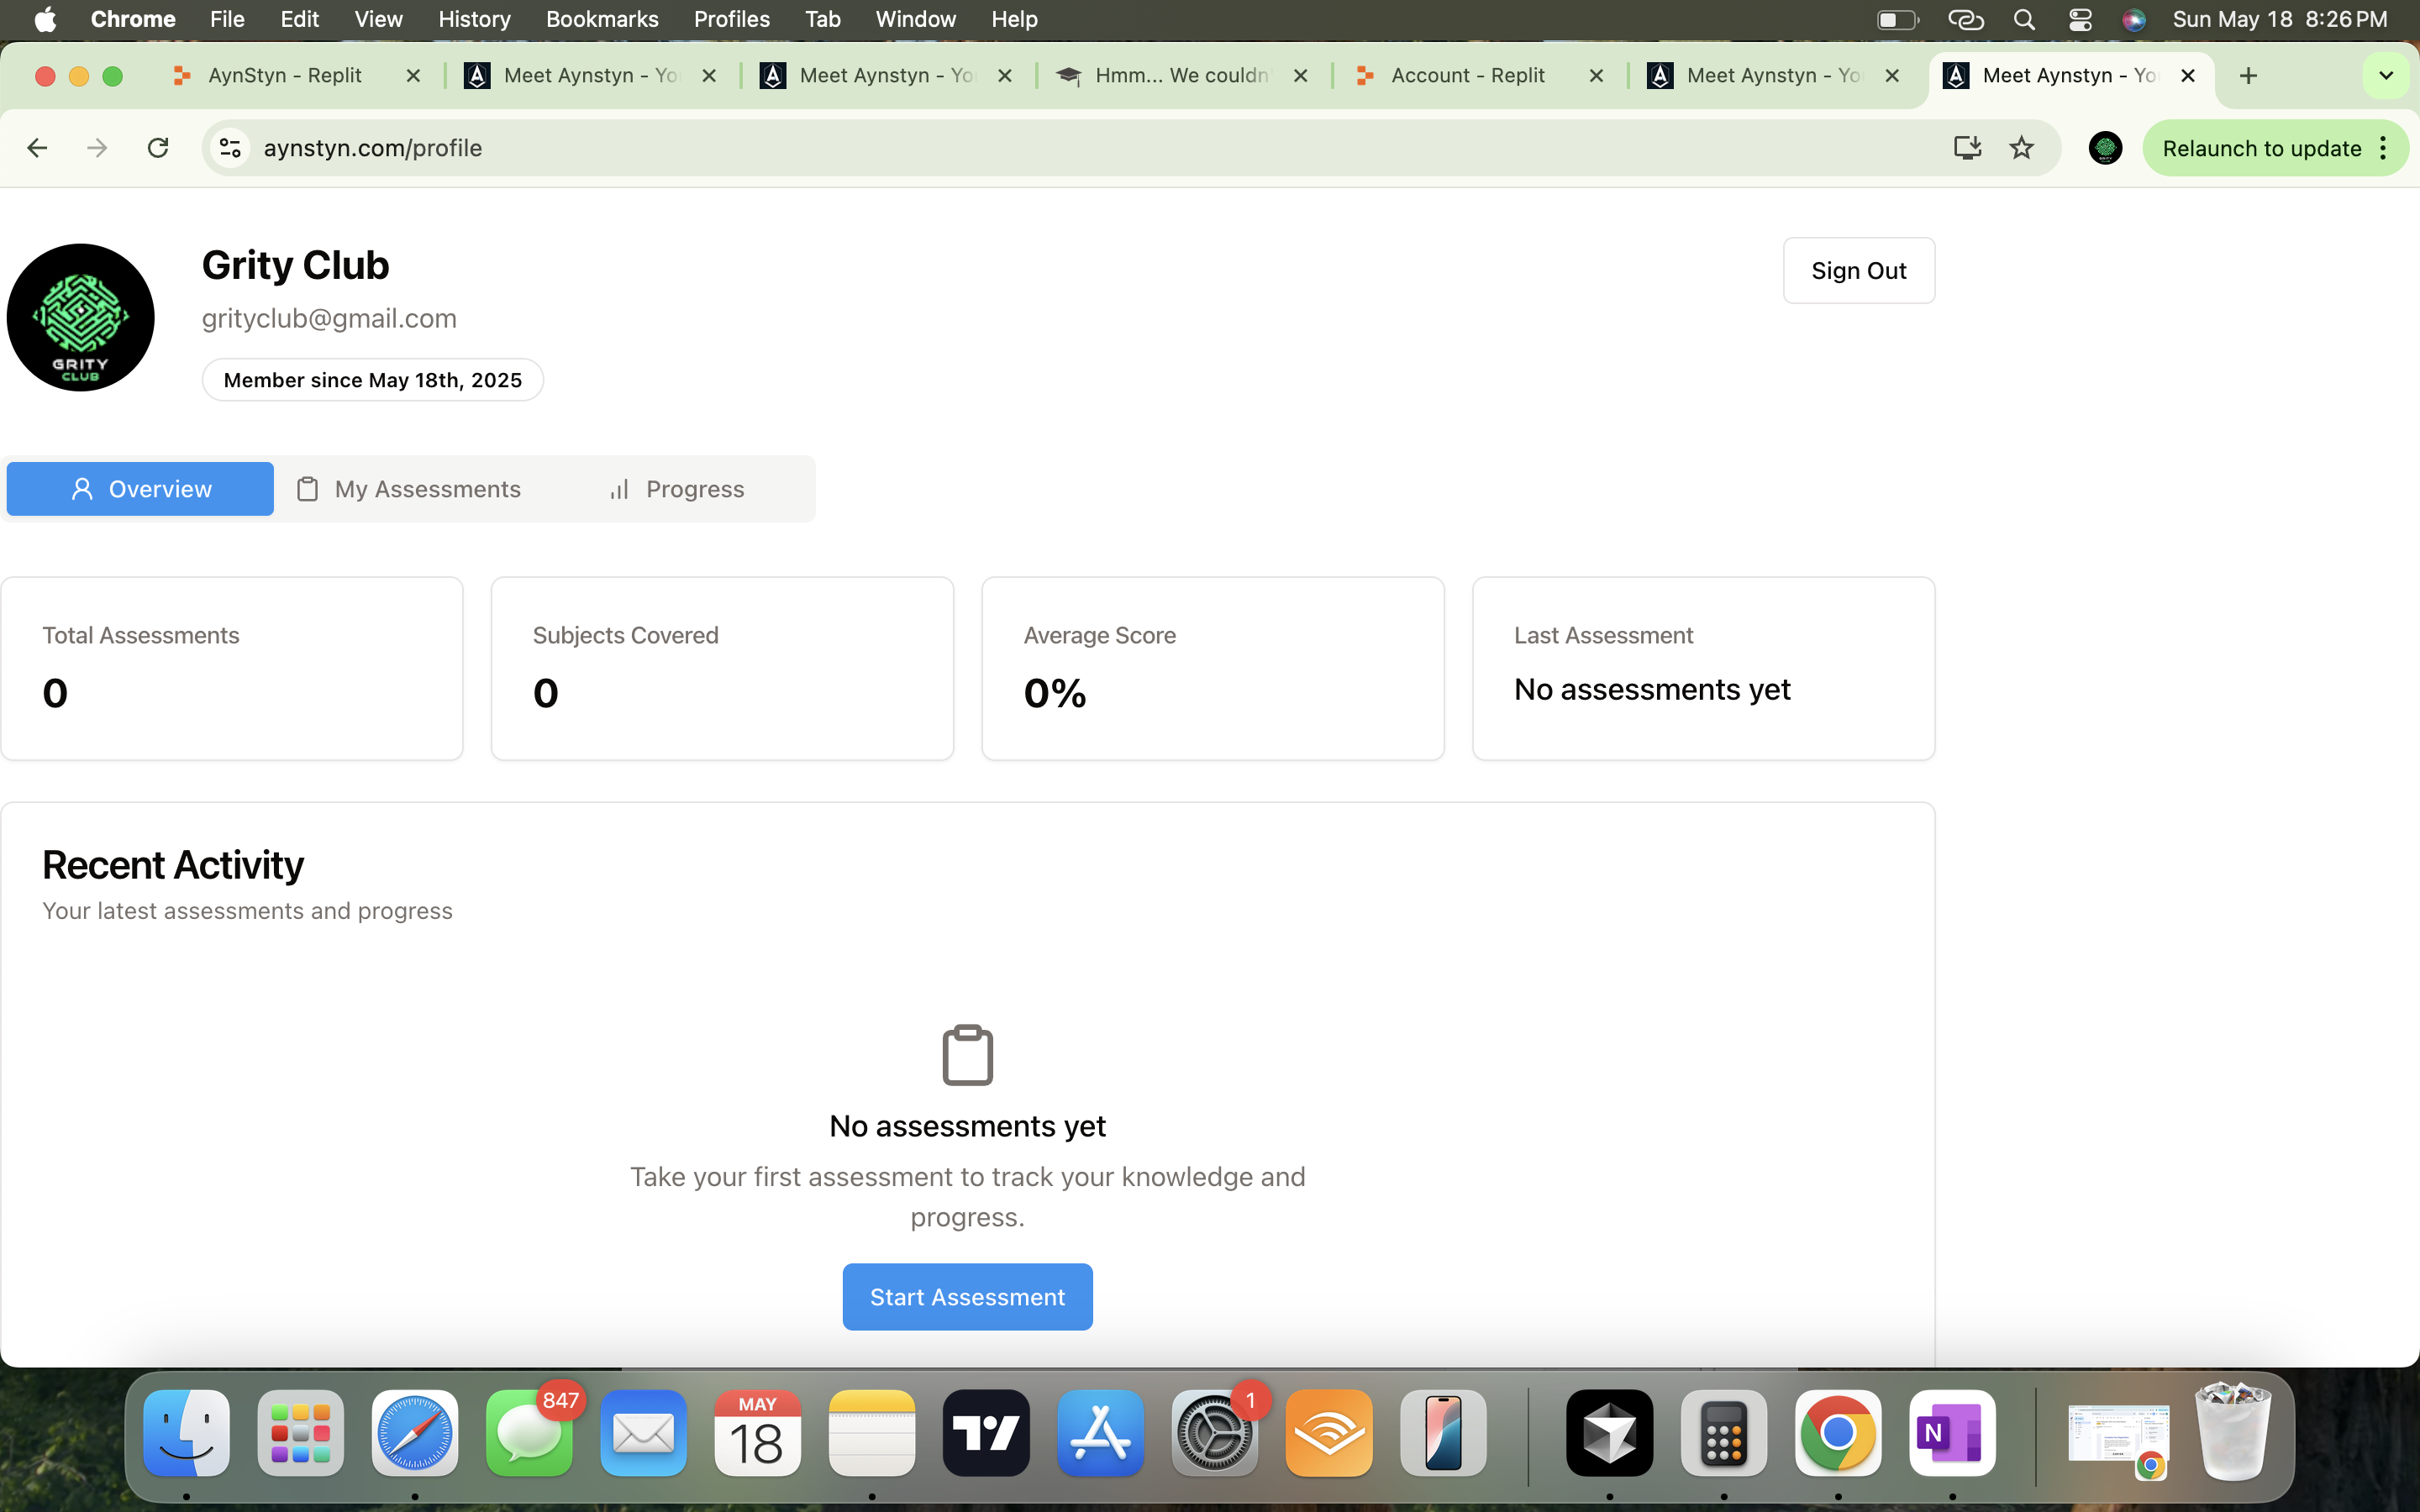 Chrome File Edit View History Bookmarks Profiles Tab Window Help Sun May 18 8:26 PM
AynStyn - Replit Meet Aynstyn - Yo Meet Aynstyn - Yo Hmm... We couldn Account - Replit Meet Aynstyn - Yo Meet Aynstyn - Yo
aynstyn.com/profile Relaunch to update
GRITY
CLUB
Grity Club
Sign Out
grityclub@gmail.com
Member since May 18th, 2025
Overview My Assessments Progress
Total Assessments Subjects Covered Average Score Last Assessment
0 0 0% No assessments yet
Recent Activity
Your latest assessments and progress
No assessments yet
Take your first assessment to track your knowledge and
progress.
Start Assessment
847 MAY 1
18 N